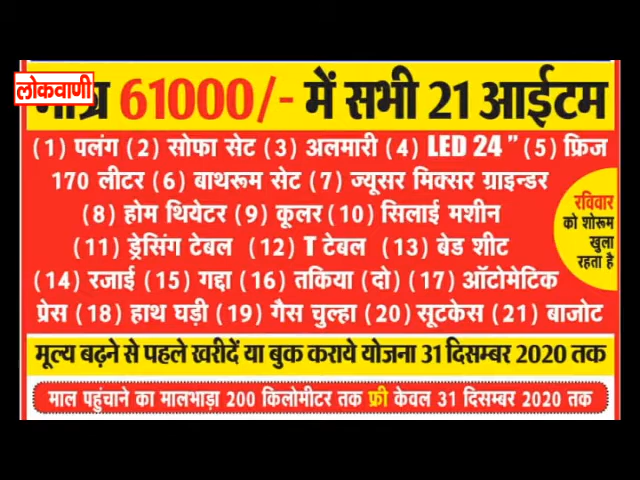 लोकवाणी
मात्र 61000/- में सभी 21 आईटम
(1) पलंग (2) सोफा सेट (3) अलमारी (4) LED 24 ” (5) फ्रिज
170 लीटर (6) बाथरूम सेट (7) ज्यूसर मिक्सर ग्राइन्डर
(8) होम थियेटर (9) कूलर (10) सिलाई मशीन
(11) ड्रेसिंग टेबल (12) T टेबल (13) बेड शीट
(14) रजाई (15) गद्दा (16) तकिया (दो) (17) ऑटोमेटिक
प्रेस (18) हाथ घड़ी (19) गैस चुल्हा (20) सूटकेस (21) बाजोट
रविवार
को शोरूम
खुला
रहता है
मूल्य बढ़ने से पहले खरीदें या बुक कराये योजना 31 दिसम्बर 2020 तक
माल पहुंचाने का मालभाड़ा 200 किलोमीटर तक फ्री केवल 31 दिसम्बर 2020 तक